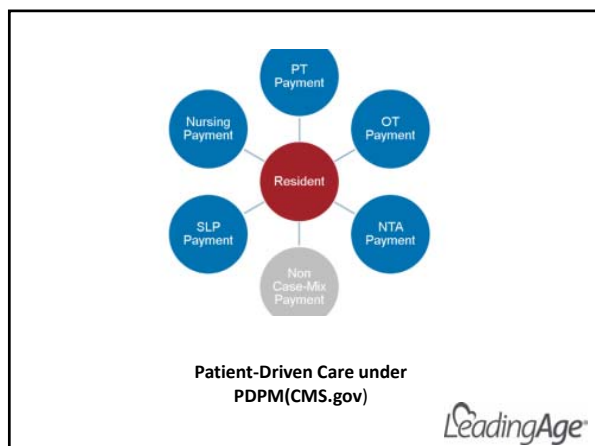 PT
Payment
Nursing
Payment
OT
Payment
Resident
SLP
Payment
NTA
Payment
Non
Case-Mix
Payment
Patient-Driven Care under
PDPM(CMS.gov)
LeadingAge®